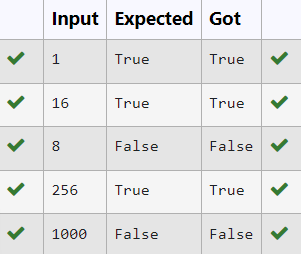 Input Expected Got
1 True True
16 True True
8 False False
256 True True
1000 False False